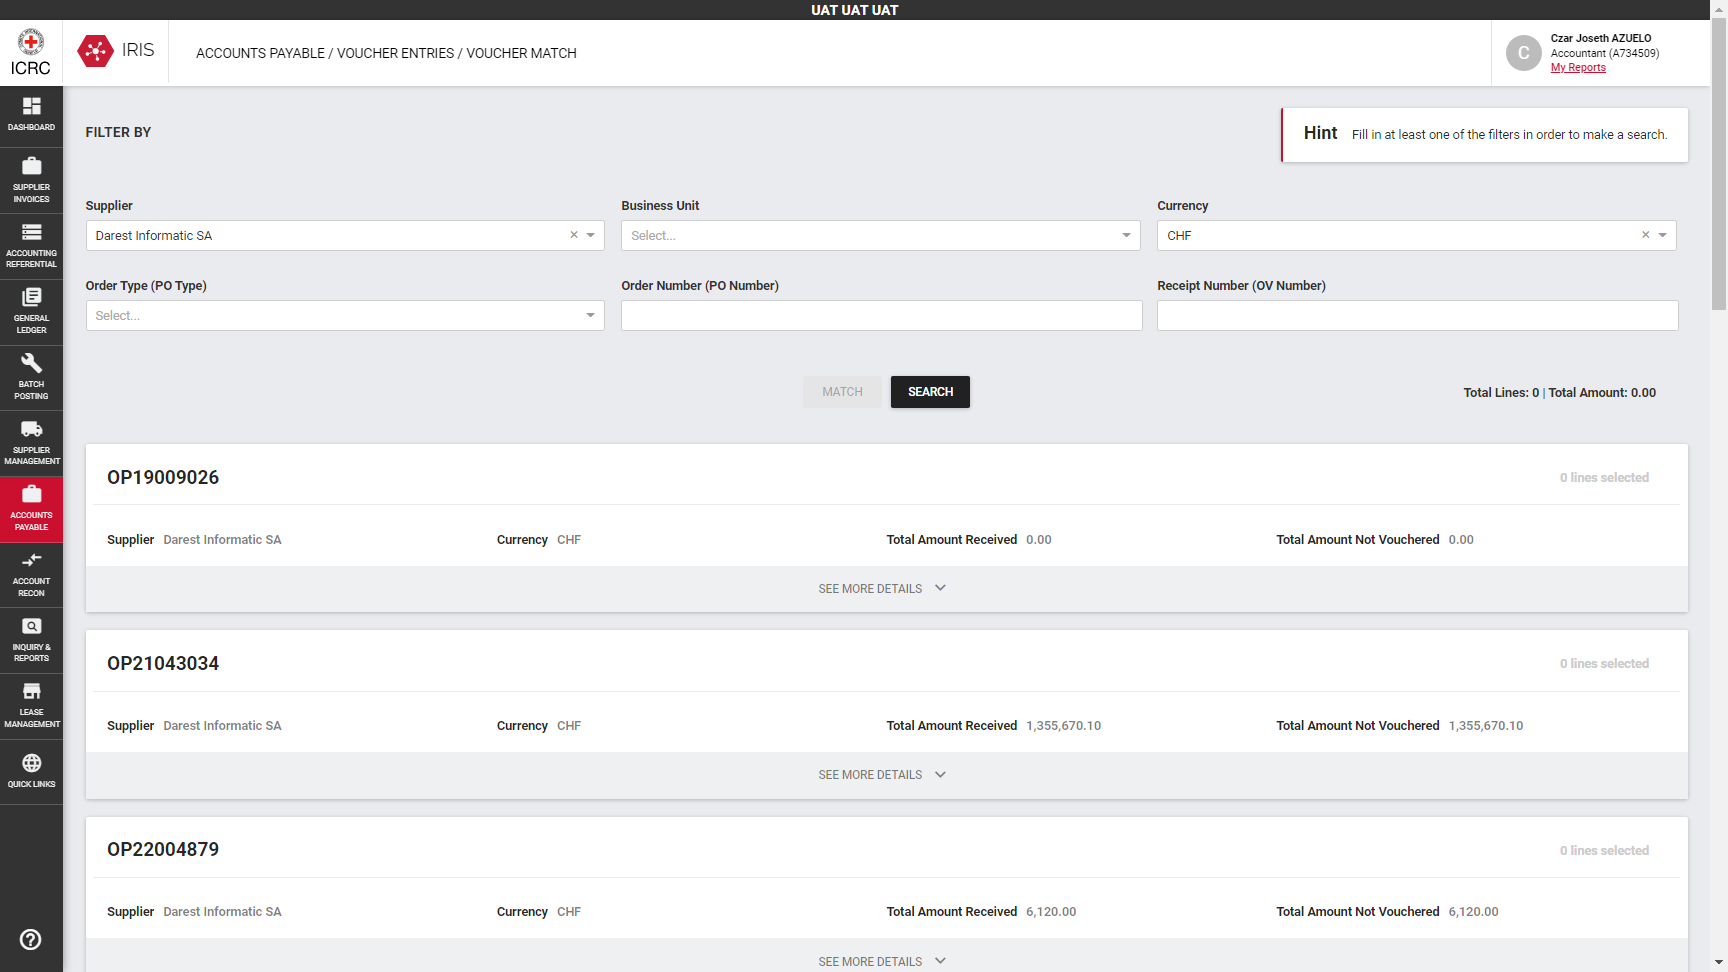 UAT UAT UAT
ICRC
IRIS
ACCOUNTS PAYABLE / VOUCHER ENTRIES / VOUCHER MATCH
C
Czar Joseth AZUELO
Accountant (A734509)
My Reports
DASHBOARD
SUPPLIER
INVOICES
ACCOUNTING
REFERENTIAL
GENERAL
LEDGER
BATCH
POSTING
SUPPLIER
MANAGEMENT
ACCOUNTS
PAYABLE
ACCOUNT
RECON
INQUIRY &
REPORTS
LEASE
MANAGEMENT
QUICK LINKS
FILTER BY
Hint Fill in at least one of the filters in order to make a search.
Supplier Business Unit Currency
Darest Informatic SA × Select... CHF ×
Order Type (PO Type) Order Number (PO Number) Receipt Number (OV Number)
Select...
MATCH SEARCH Total Lines: 0 | Total Amount: 0.00
OP19009026 0 lines selected
Supplier Darest Informatic SA Currency CHF Total Amount Received 0.00 Total Amount Not Vouchered 0.00
SEE MORE DETAILS
OP21043034 0 lines selected
Supplier Darest Informatic SA Currency CHF Total Amount Received 1,355,670.10 Total Amount Not Vouchered 1,355,670.10
SEE MORE DETAILS
OP22004879 0 lines selected
Supplier Darest Informatic SA Currency CHF Total Amount Received 6,120.00 Total Amount Not Vouchered 6,120.00
SEE MORE DETAILS